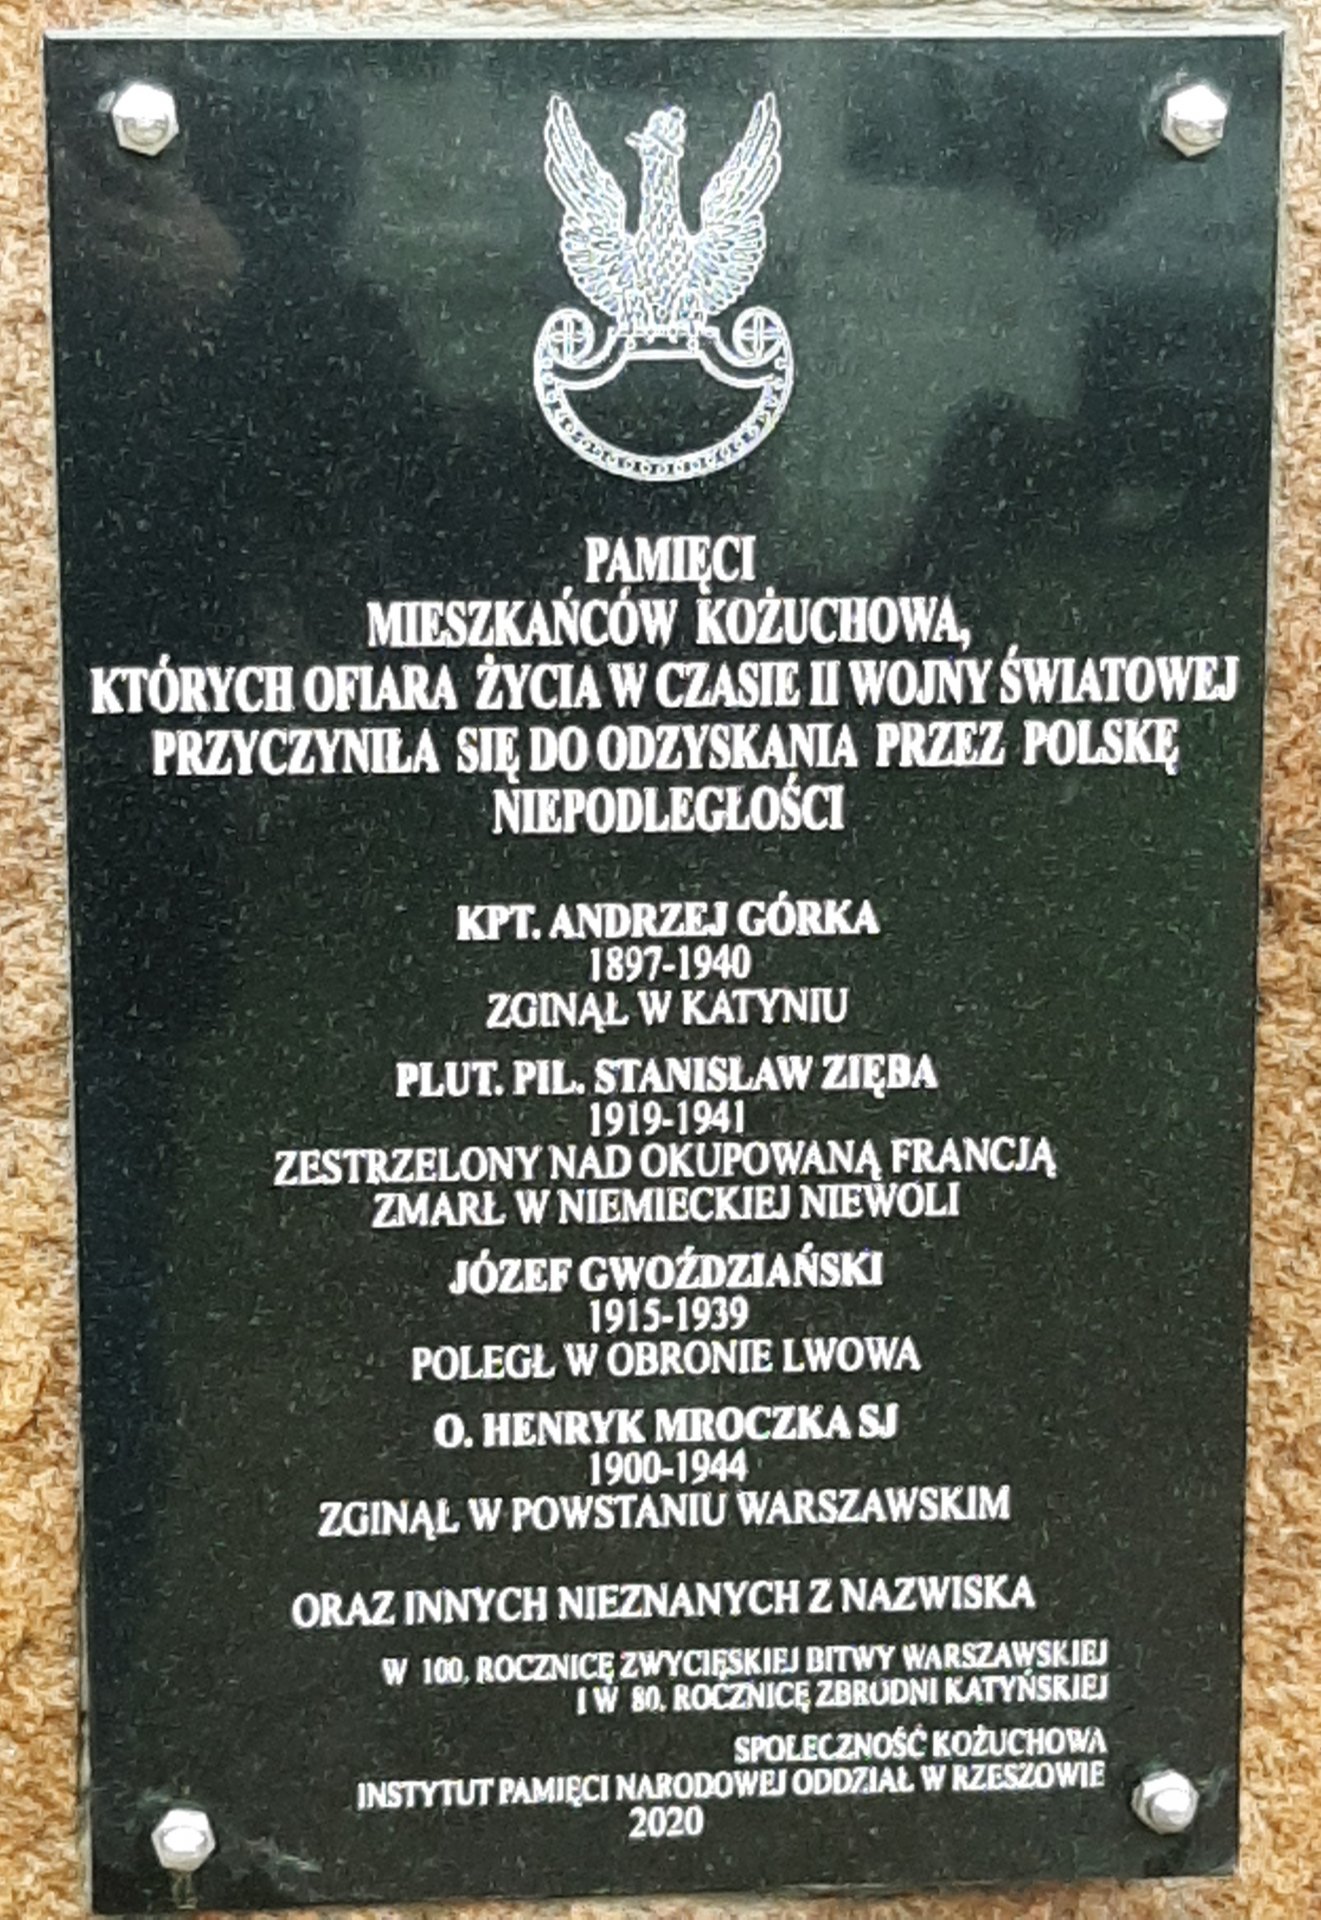 PAMIĘCI
MIESZKAŃCÓW KOŻUCHOWA,
KTÓRYCH OFIARA ŻYCIA W CZASIE II WOJNY ŚWIATOWEJ
PRZYCZYNIŁA SIĘ DO ODZYSKANIA PRZEZ POLSKĘ
NIEPODLEGŁOŚCI
KPT. ANDRZEJ GÓRKA
1897-1940
ZGINĄŁ W KATYNIU
PLUT. PIL. STANISŁAW ZIĘBA
1919-1941
ZESTRZELONY NAD OKUPOWANĄ FRANCJĄ
ZMARŁ W NIEMIECKIEJ NIEWOLI
JÓZEF GWOŹDZIAŃSKI
1915-1939
POLEGŁ W OBRONIE LWOWA
O. HENRYK MROCZKA SJ
1900-1944
ZGINĄŁ W POWSTANIU WARSZAWSKIM
ORAZ INNYCH NIEZNANYCH Z NAZWISKA
W 100. ROCZNICĘ ZWYCIĘSKIEJ BITWY WARSZAWSKIEJ
I W 80. ROCZNICĘ ZBRODNI KATYŃSKIEJ
SPOŁECZNOŚĆ KOŻUCHOWA
INSTYTUT PAMIĘCI NARODOWEJ ODDZIAŁ W RZESZOWIE
2020